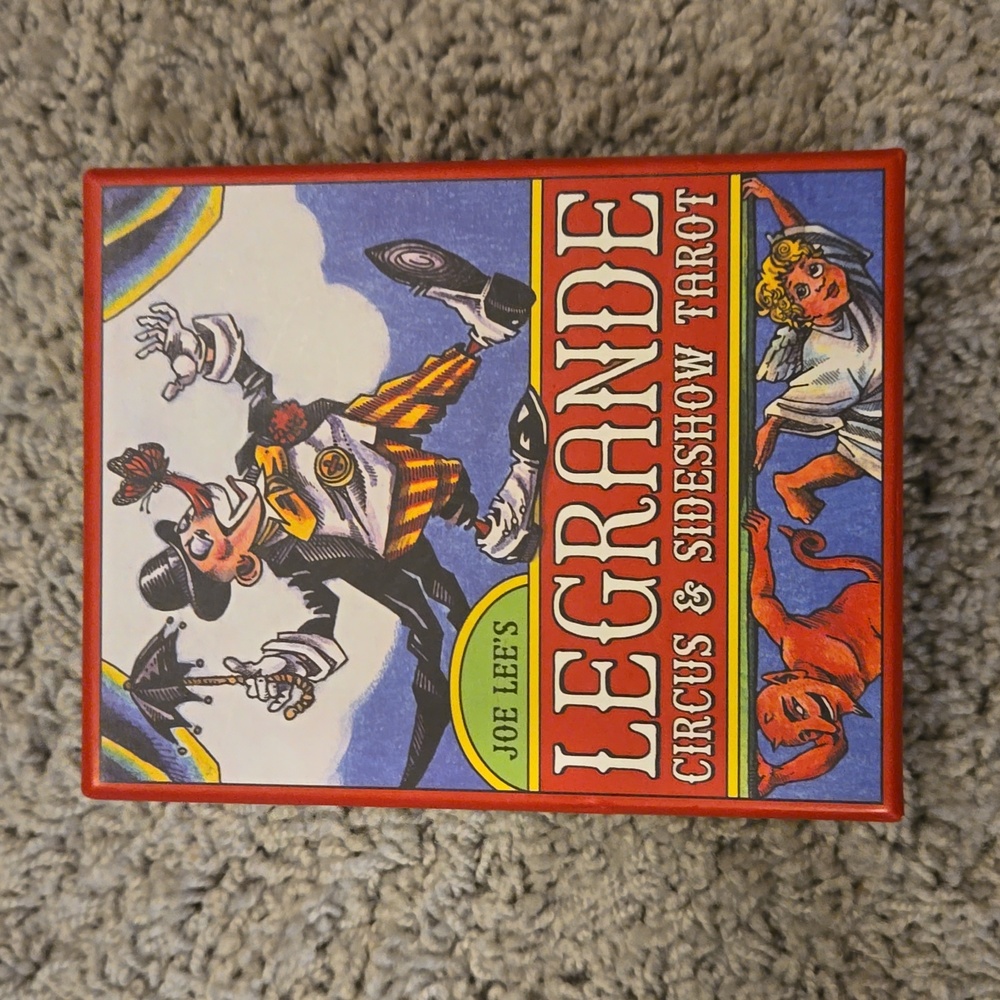 JOE LEE'S
LEGRANDE
CIRCUS & SIDESHOW TAROT